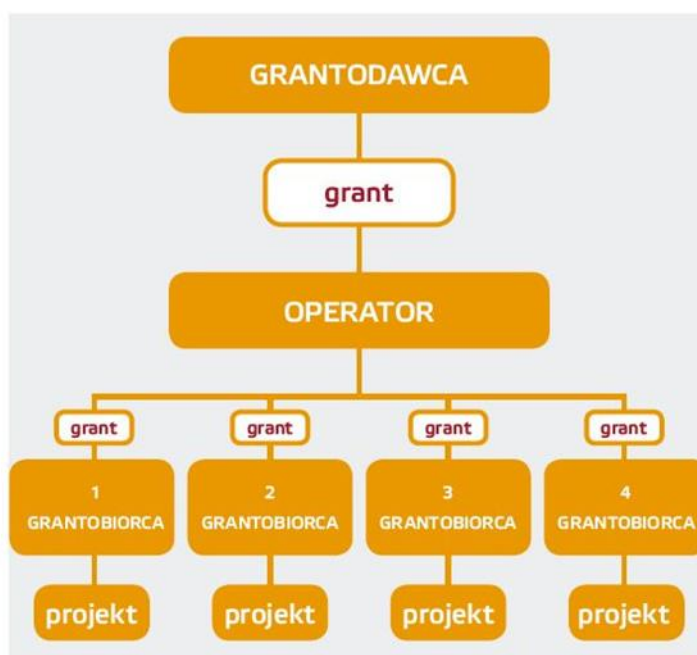 GRANTODAWCA
grant
OPERATOR
grant grant grant grant
1 2 3 4
GRANTOBIORCA GRANTOBIORCA GRANTOBIORCA GRANTOBIORCA
projekt projekt projekt projekt